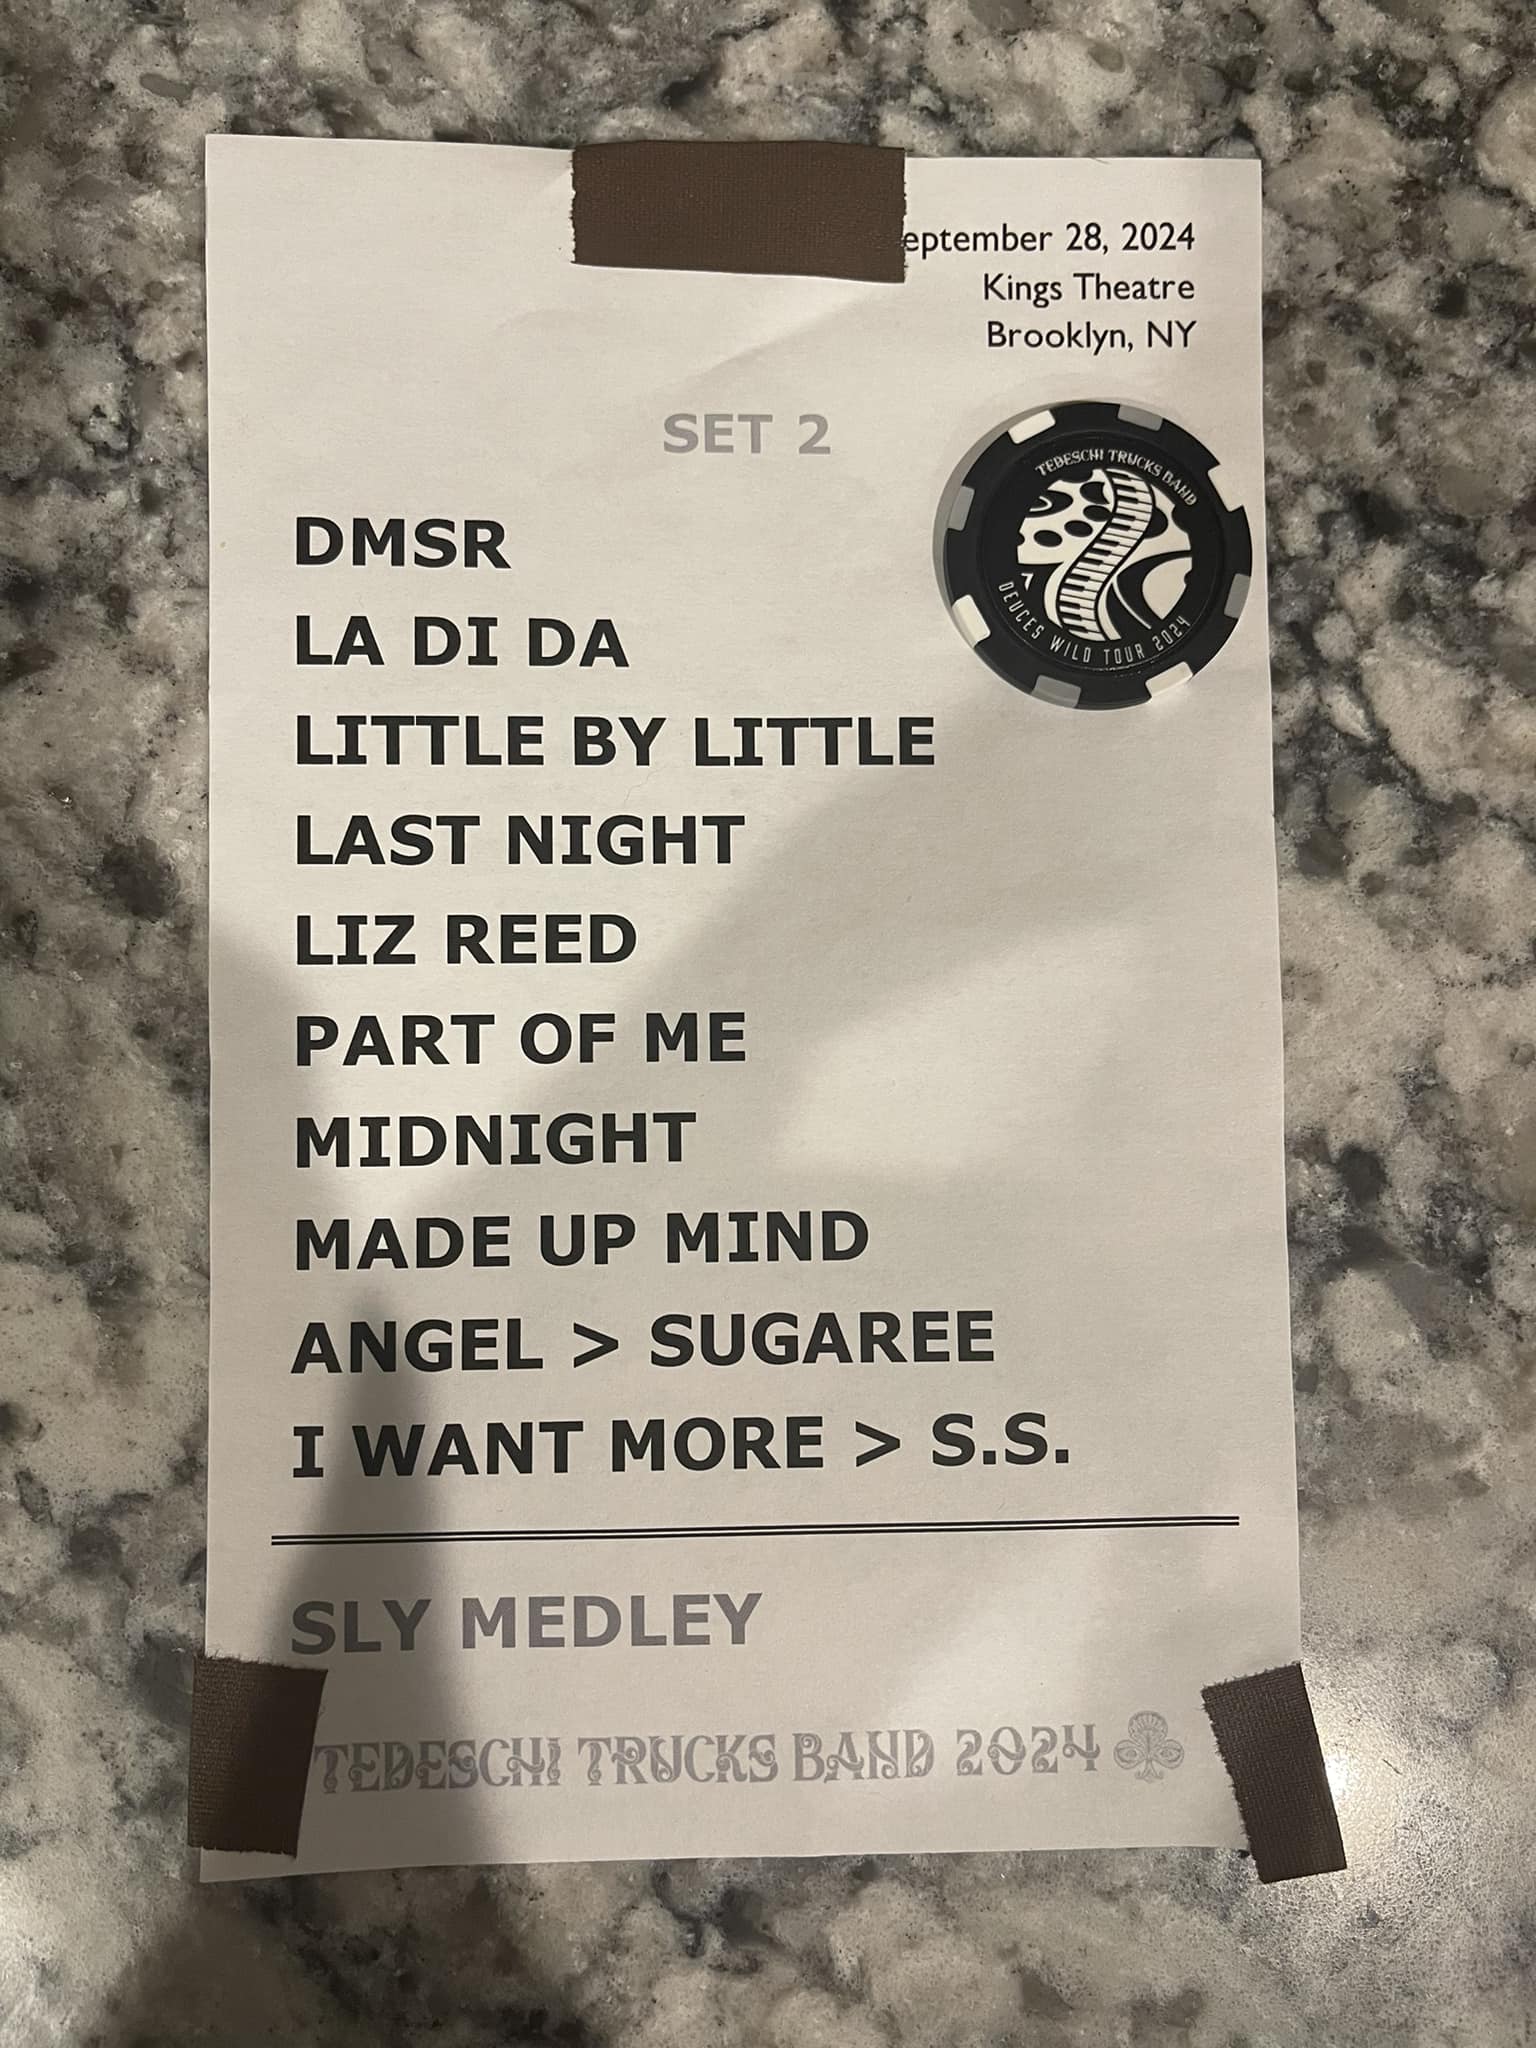 eptember 28, 2024
Kings Theatre
Brooklyn, NY
SET 2
TEDESCHI TRUCKS BAND
DEUCES WILD TOUR 2024
DMSR
LA DI DA
LITTLE BY LITTLE
LAST NIGHT
LIZ REED
PART OF ME
MIDNIGHT
MADE UP MIND
ANGEL > SUGAREE
I WANT MORE > S.S.
SLY MEDLEY
TEDESCHI TRUCKS BAND 2024